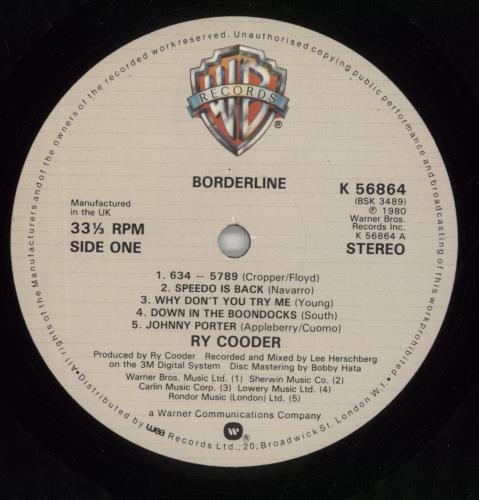 WB
RECORDS
®
BORDERLINE
K 56864
(BSK 3489)
℗ 1980
Warner Bros.
Records Inc.
K 56864 A
STEREO
Manufactured
in the UK
33⅓ RPM
SIDE ONE
1. 634 – 5789 (Cropper/Floyd)
2. SPEEDO IS BACK (Navarro)
3. WHY DON'T YOU TRY ME (Young)
4. DOWN IN THE BOONDOCKS (South)
5. JOHNNY PORTER (Appleberry/Cuomo)
RY COODER
Produced by Ry Cooder Recorded and Mixed by Lee Herschberg
on the 3M Digital System Disc Mastering by Bobby Hata
Warner Bros. Music Ltd. (1) Sherwin Music Co. (2)
Carlin Music Corp. (3) Lowery Music Ltd. (4)
Rondor Music (London) Ltd. (5)
a Warner Communications Company
All rights of the Manufacturers and of the owners of the recorded work reserved. Unauthorised copying public performance and broadcasting of this work prohibited
•Distributed by wea Records Ltd., 20, Broadwick St. London W.1.•